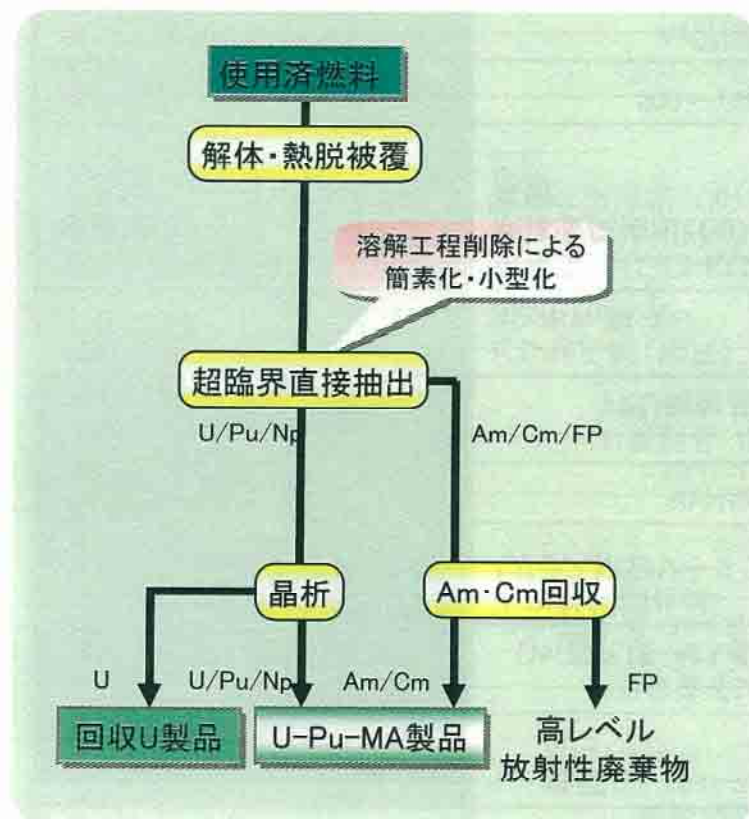 使用済燃料
解体・熱脱被覆
溶解工程削除による
簡素化・小型化
超臨界直接抽出
U/Pu/Np
Am/Cm/FP
晶析
Am・Cm回収
U
U/Pu/Np
Am/Cm
FP
回収U製品
U-Pu-MA製品
高レベル
放射性廃棄物